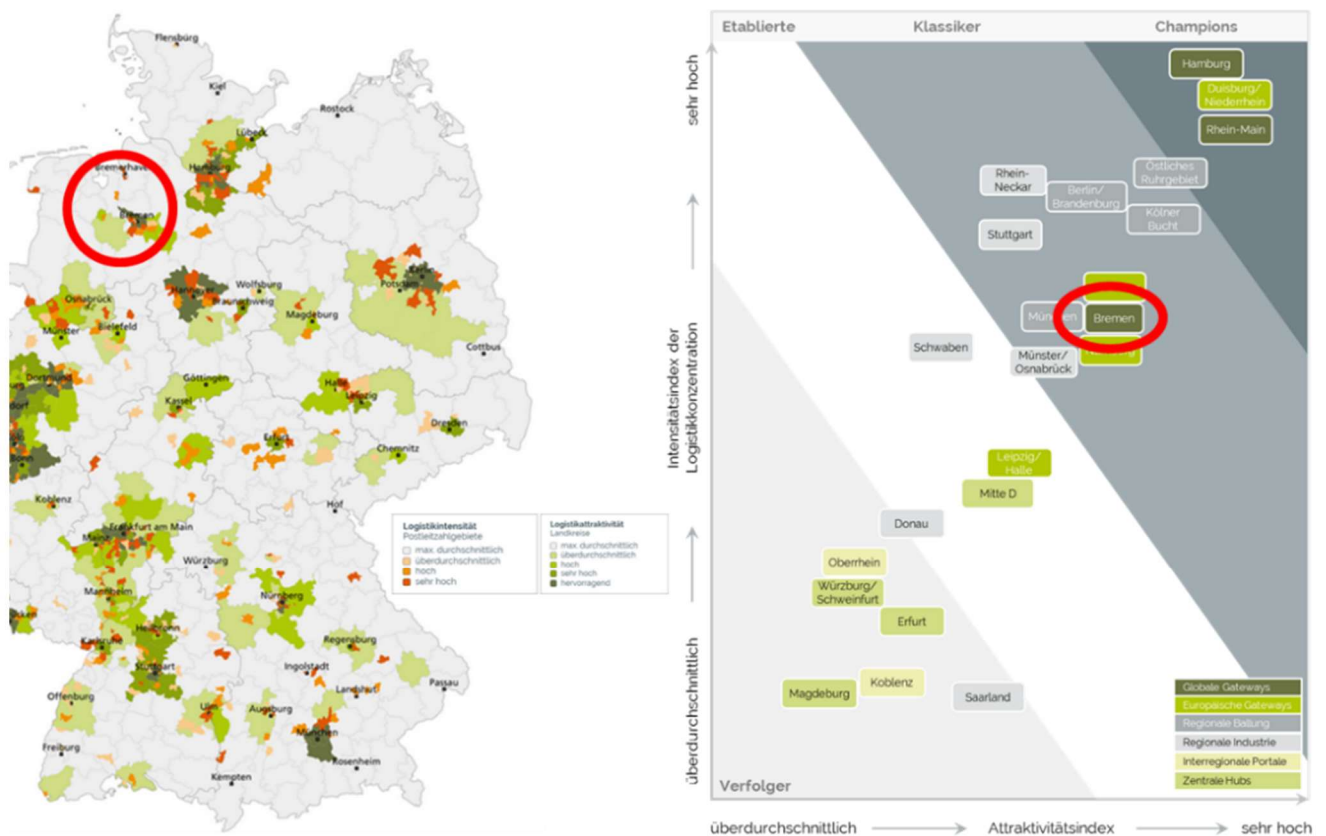 Flensburg
Kiel
Rostock
Lübeck
Hamburg
Bremerhaven
Bremen
Wolfsburg
Hannover
Braunschweig
Potsdam
Osnabrück
Bielefeld
Magdeburg
Münster
Cottbus
Göttingen
Dortmund
Halle
Leipzig
Kassel
Dresden
Erfurt
Chemnitz
Koblenz
Hof
Frankfurt am Main
Mainz
Würzburg
Mannheim
Nürnberg
Heilbronn
Karlsruhe
Regensburg
Stuttgart
Ingolstadt
Passau
Landshut
Offenburg
Ulm
Augsburg
München
Freiburg
Rosenheim
Kempten
Logistikintensität
Postleitzahlgebiete
max. durchschnittlich
überdurchschnittlich
hoch
sehr hoch
Logistikattraktivität
Landkreise
max. durchschnittlich
überdurchschnittlich
hoch
sehr hoch
hervorragend
Etablierte
Klassiker
Champions
sehr hoch
Intensitätsindex der
Logistikkonzentration
überdurchschnittlich
Hamburg
Duisburg/
Niederrhein
Rhein-Main
Östliches
Ruhrgebiet
Rhein-
Neckar
Berlin/
Brandenburg
Kölner
Bucht
Stuttgart
München
Bremen
Schwaben
Münster/
Osnabrück
Leipzig/
Halle
Mitte D
Donau
Oberrhein
Würzburg/
Schweinfurt
Erfurt
Koblenz
Magdeburg
Saarland
Globale Gateways
Europäische Gateways
Regionale Ballung
Regionale Industrie
Interregionale Portale
Zentrale Hubs
Verfolger
überdurchschnittlich
Attraktivitätsindex
sehr hoch